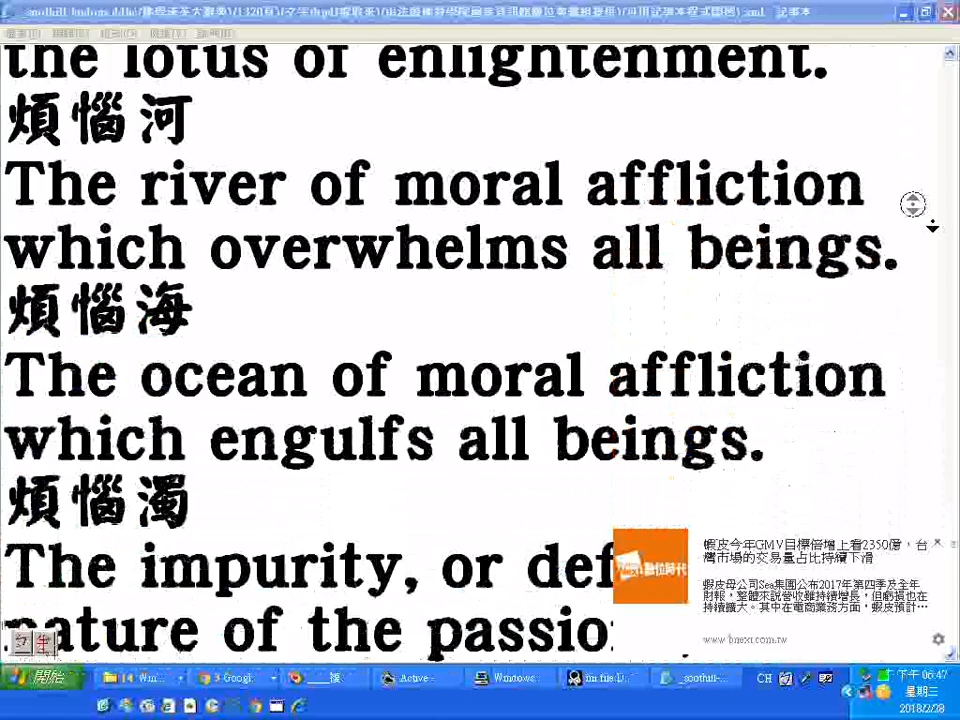 the lotus of enlightenment.
煩惱河
The river of moral affliction
which overwhelms all beings.
煩惱海
The ocean of moral affliction
which engulfs all beings.
煩惱濁
The impurity, or def
nature of the passio
蝦皮今年GMV目標倍增上看2350億，台
灣市場的交易量占比持續下滑
蝦皮母公司Sea集團公布2017年第四季及全年
財報，整體來說營收雖持續增長，但虧損也在
持續擴大。其中在電商業務方面，蝦皮預計…
www.bnext.com.tw
數位時代
開始
3 Googl
Active -
Windows
CH
下午 06:47
星期三
2018/2/28